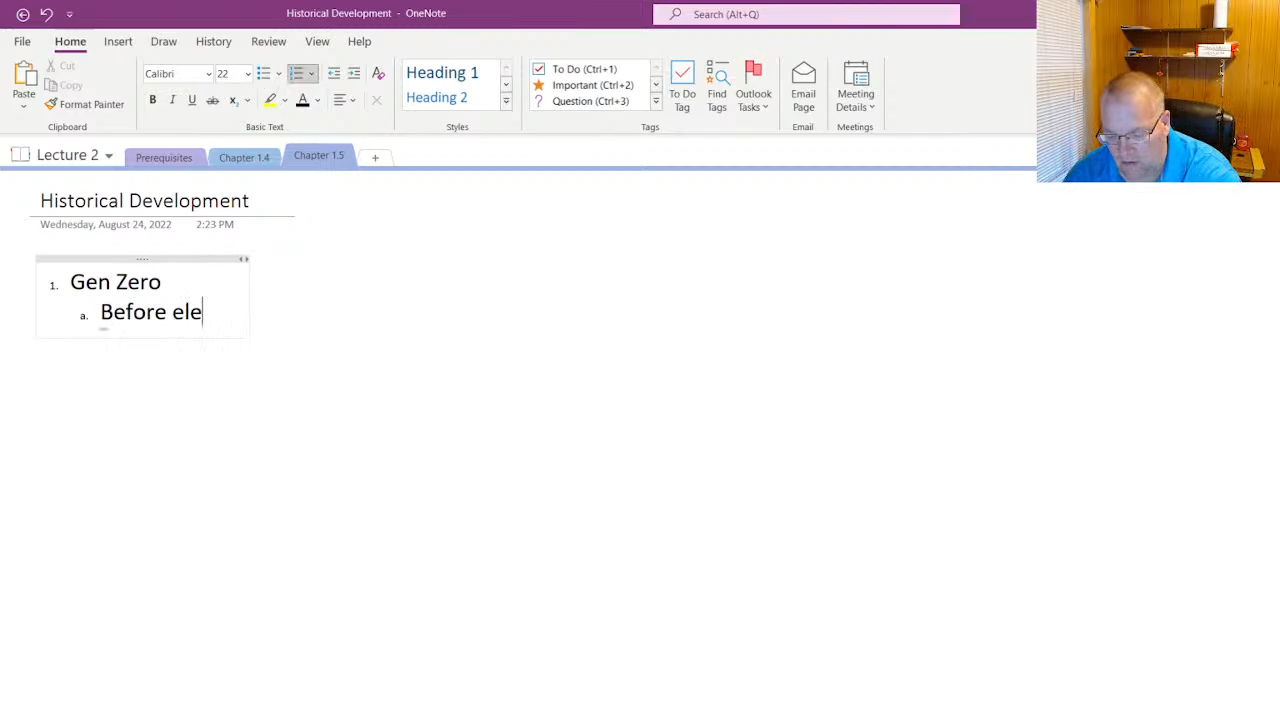 Historical Development - OneNote
Search (Alt+Q)
File Home Insert Draw History Review View Help
Paste
Cut
Copy
Format Painter
Clipboard
Calibri 22
B I U ab x₂ A
Basic Text
Heading 1
Heading 2
Styles
To Do (Ctrl+1)
Important (Ctrl+2)
? Question (Ctrl+3)
To Do Tag
Find Tags
Outlook Tasks
Tags
Email Page
Email
Meeting Details
Meetings
Lecture 2 Prerequisites Chapter 1.4 Chapter 1.5 +
Historical Development
Wednesday, August 24, 2022 2:23 PM
1. Gen Zero
a. Before ele